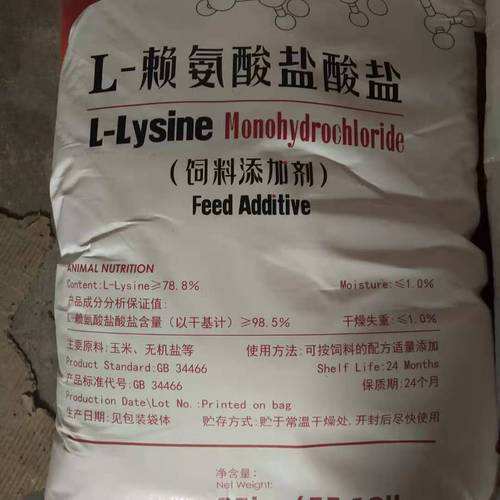 L-赖氨酸盐酸盐
L-Lysine Monohydrochloride
(饲料添加剂)
Feed Additive
ANIMAL NUTRITION
Content:L-Lysine≥78.8% Moisture:≤1.0%
产品成分分析保证值:
L-赖氨酸盐酸盐含量(以干基计)≥98.5% 干燥失重:≤1.0%
主要原料:玉米、无机盐等 使用方法:可按饲料的配方适量添加
Product Standard:GB 34466 Shelf Life:24 Months
产品标准代号:GB 34466 保质期:24个月
Production Date\Lot No.:Printed on bag
生产日期:见包装袋体 贮存方式:贮于常温干燥处,开封后尽快使用
净含量:
Net Weight: